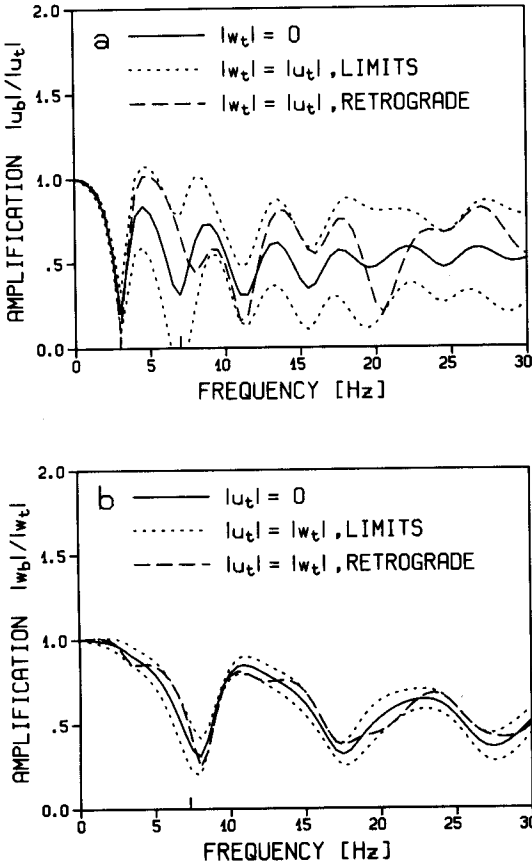 2.0
a
|wt| = 0
|wt| = |ut| , LIMITS
|wt| = |ut| , RETROGRADE
1.5
1.0
.5
0.0
AMPLIFICATION |ub|/|ut|
0 5 10 15 20 25 30
FREQUENCY [Hz]
2.0
b
|ut| = 0
|ut| = |wt| , LIMITS
|ut| = |wt| , RETROGRADE
1.5
1.0
.5
0.0
AMPLIFICATION |wb|/|wt|
0 5 10 15 20 25 30
FREQUENCY [Hz]